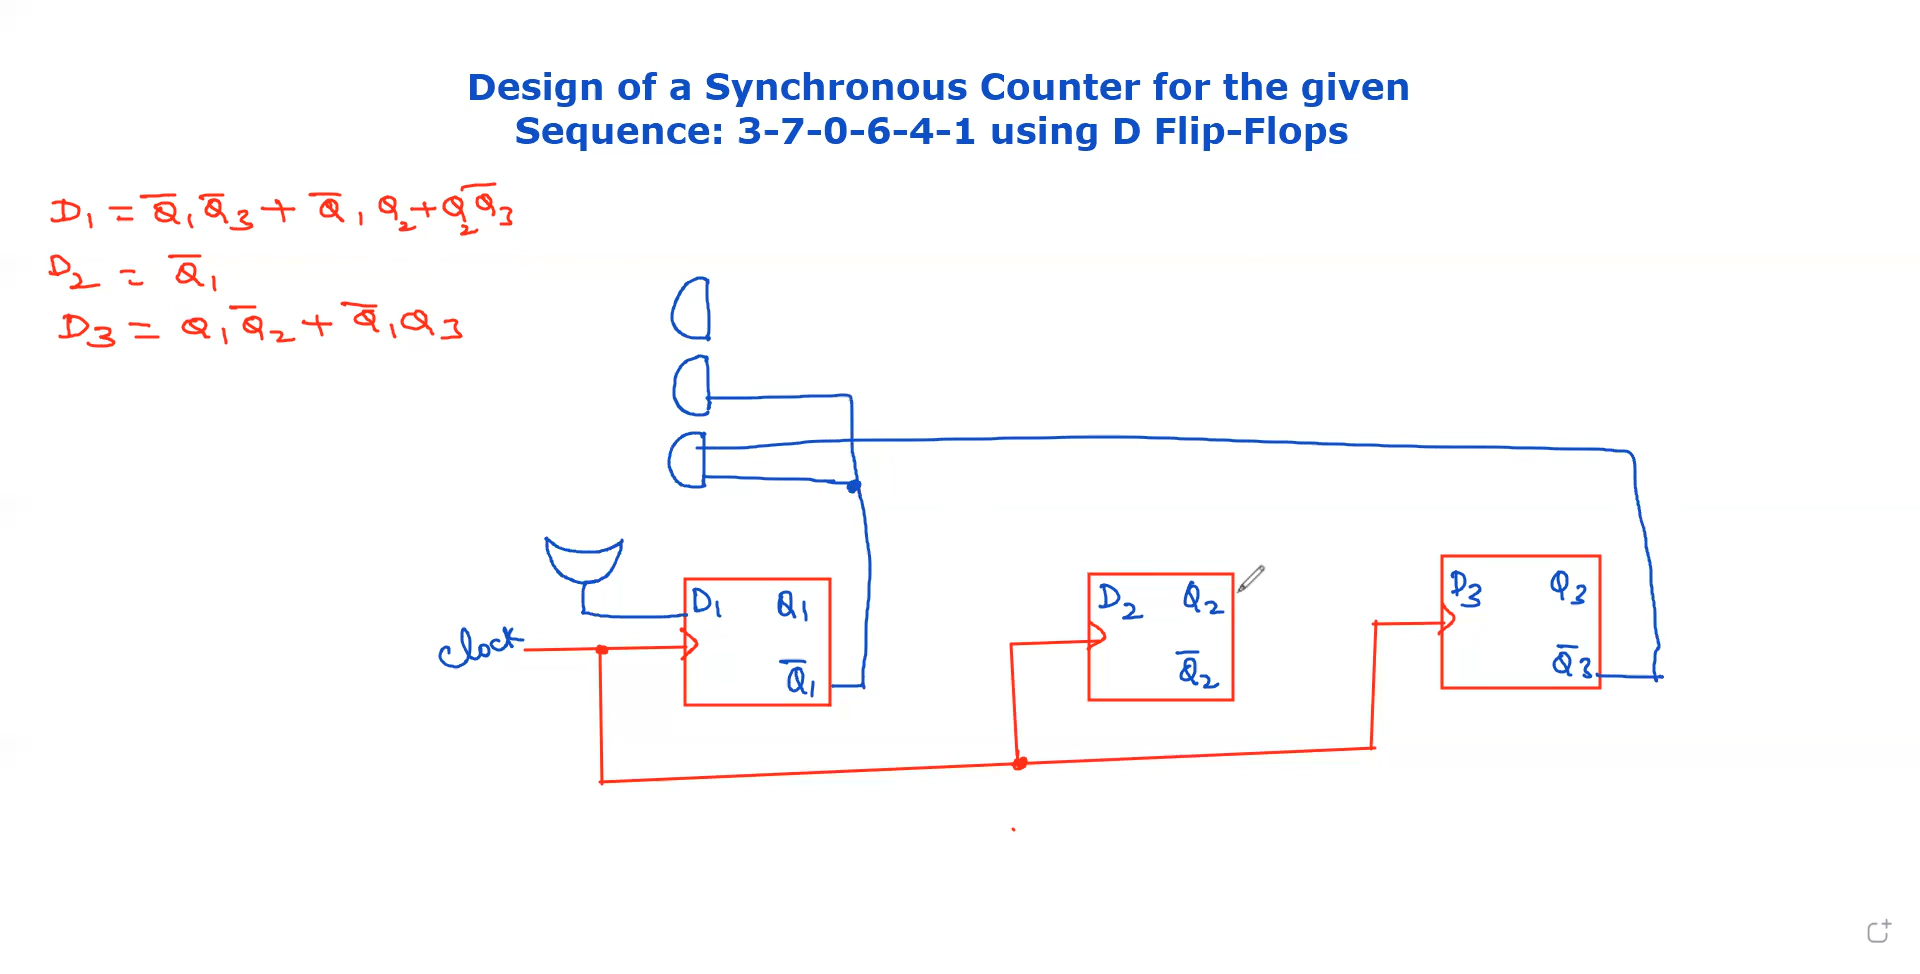 Design of a Synchronous Counter for the given
Sequence: 3-7-0-6-4-1 using D Flip-Flops
D₁ = Q̅₁Q̅₃ + Q̅₁Q₂ + Q₂Q̅₃
D₂ = Q̅₁
D₃ = Q₁Q̅₂ + Q̅₁Q₃
D₁ Q₁
D₂ Q₂
D₃ Q₃
clock
Q̅₁
Q̅₂
Q̅₃